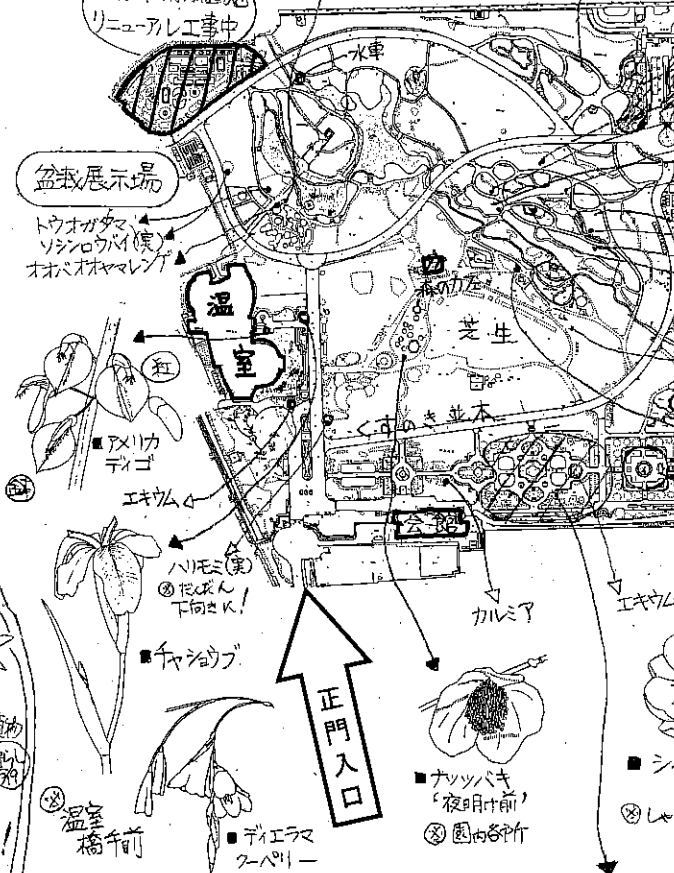 リニューアル工事中
水車
盆栽展示場
トウオガタマ
ソシンロウバイ(実)
オオバオオヤマレンゲ
森のカフェ
温
室
芝生
紅
くすのき並木
■アメリカ
ディゴ
エキウム
会館
ハリモミ(実)
だんだん
下向きに!
カルミア
エキウム
■チャショウブ
正門入口
■ナツツバキ
'夜明け前'
園内各所
温室
橋手前
■ディエラマ
クーペリー